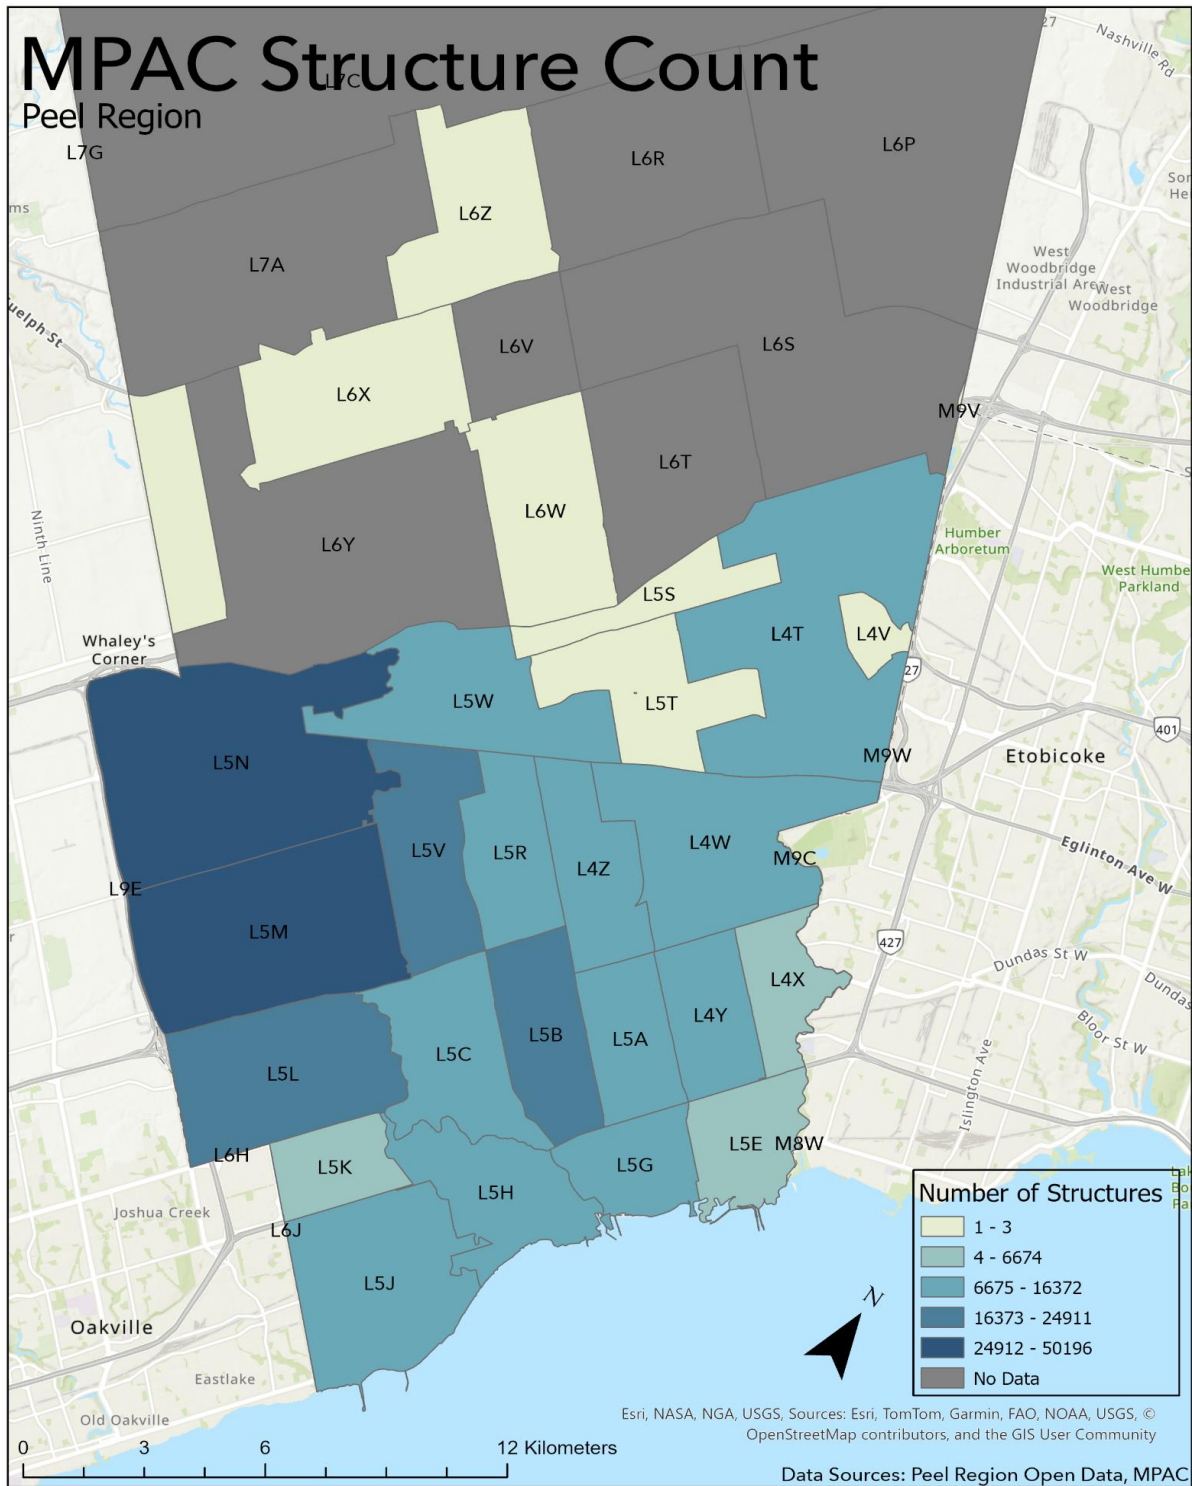 MPAC Structure Count
Peel Region
27
Nashville Rd
L7C
L7G
L6R
L6P
L6Z
L7A
ms
West
Woodbridge
Industrial Area
West
Woodbridge
uelph St
L6V
L6S
L6X
M9V
L6T
L6W
L6Y
Ninth Line
Humber
Arboretum
West Humbe
Parkland
L5S
Whaley's
Corner
L4T
L4V
27
L5W
L5T
401
L5N
M9W
Etobicoke
L5V
L5R
L4Z
L4W
M9C
Eglinton Ave W
L9E
L5M
427
Dundas St W
Dundas
L4X
L4Y
Bloor St W
L5C
L5B
L5A
L5L
Islington Ave
L6H
L5K
L5E
M8W
L5G
L5H
Joshua Creek
L6J
L5J
Oakville
Eastlake
Old Oakville
N
Number of Structures
1 - 3
4 - 6674
6675 - 16372
16373 - 24911
24912 - 50196
No Data
Esri, NASA, NGA, USGS, Sources: Esri, TomTom, Garmin, FAO, NOAA, USGS, ©
OpenStreetMap contributors, and the GIS User Community
0 3 6 12 Kilometers
Data Sources: Peel Region Open Data, MPAC